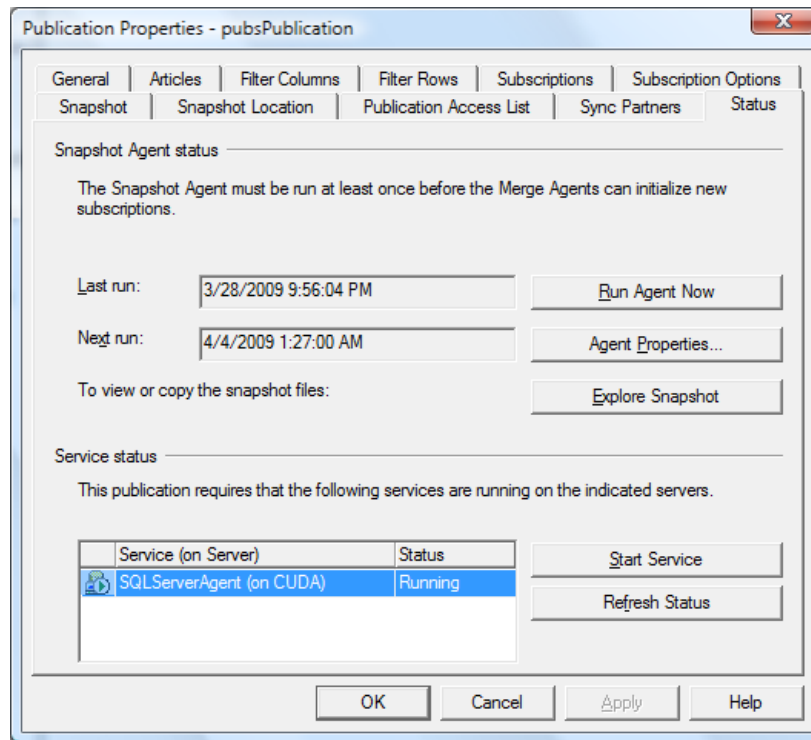 Publication Properties - pubsPublication
General Articles Filter Columns Filter Rows Subscriptions Subscription Options
Snapshot Snapshot Location Publication Access List Sync Partners Status
Snapshot Agent status
The Snapshot Agent must be run at least once before the Merge Agents can initialize new
subscriptions.
Last run: 3/28/2009 9:56:04 PM Run Agent Now
Next run: 4/4/2009 1:27:00 AM Agent Properties...
To view or copy the snapshot files: Explore Snapshot
Service status
This publication requires that the following services are running on the indicated servers.
Service (on Server) Status Start Service
SQLServerAgent (on CUDA) Running
Refresh Status
OK Cancel Apply Help